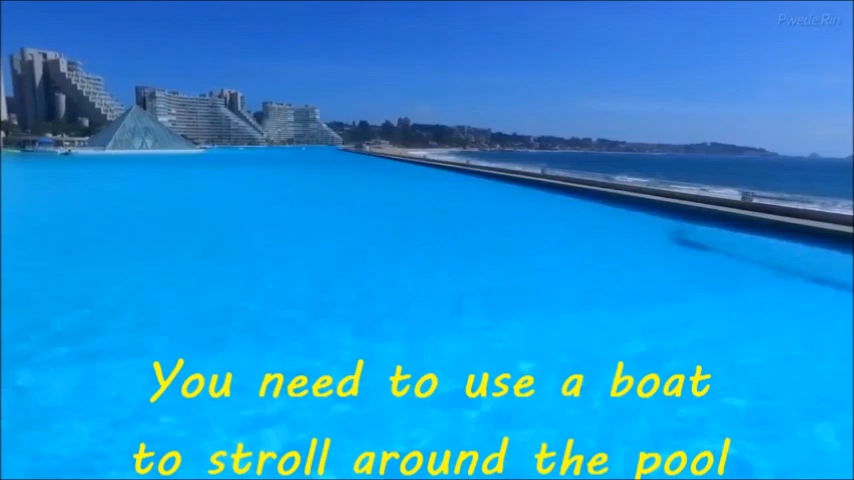 Pwede Rin
You need to use a boat
to stroll around the pool